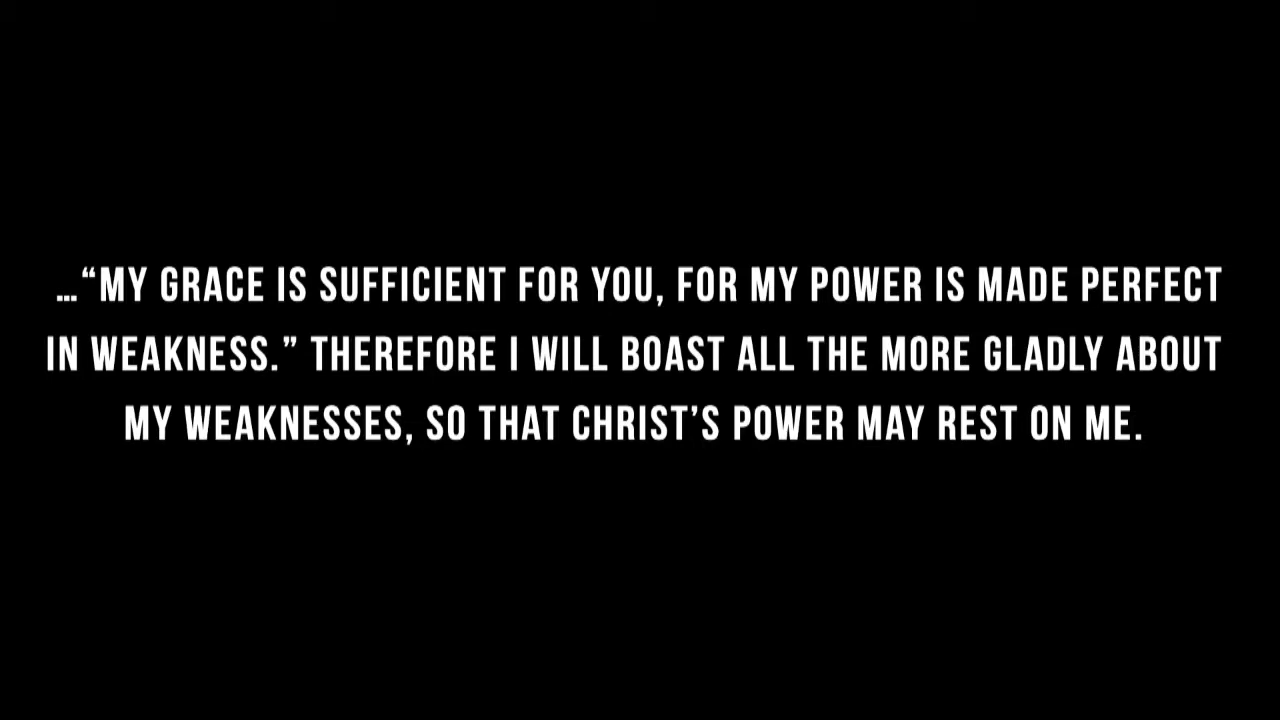 …“MY GRACE IS SUFFICIENT FOR YOU, FOR MY POWER IS MADE PERFECT
IN WEAKNESS.” THEREFORE I WILL BOAST ALL THE MORE GLADLY ABOUT
MY WEAKNESSES, SO THAT CHRIST’S POWER MAY REST ON ME.